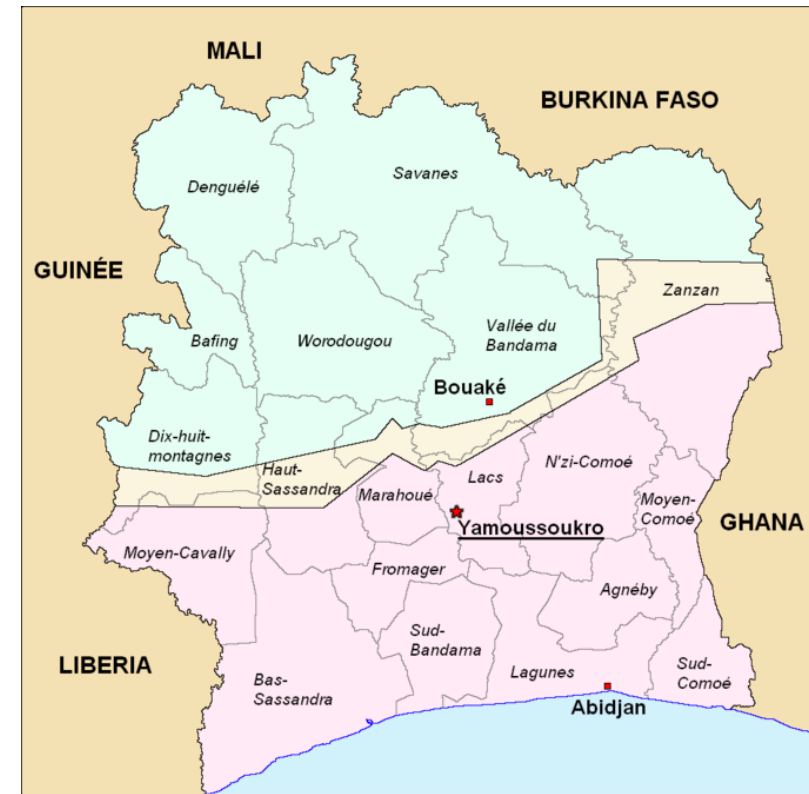 MALI
BURKINA FASO
Denguélé
Savanes
GUINÉE
Zanzan
Bafing
Worodougou
Vallée du
Bandama
Bouaké
Dix-huit-
montagnes
Haut-
Sassandra
N'zi-Comoé
Lacs
Marahoué
Moyen-
Comoé
GHANA
Yamoussoukro
Moyen-Cavally
Fromager
Agnéby
Sud-
Bandama
LIBERIA
Bas-
Sassandra
Lagunes
Sud-
Comoé
Abidjan